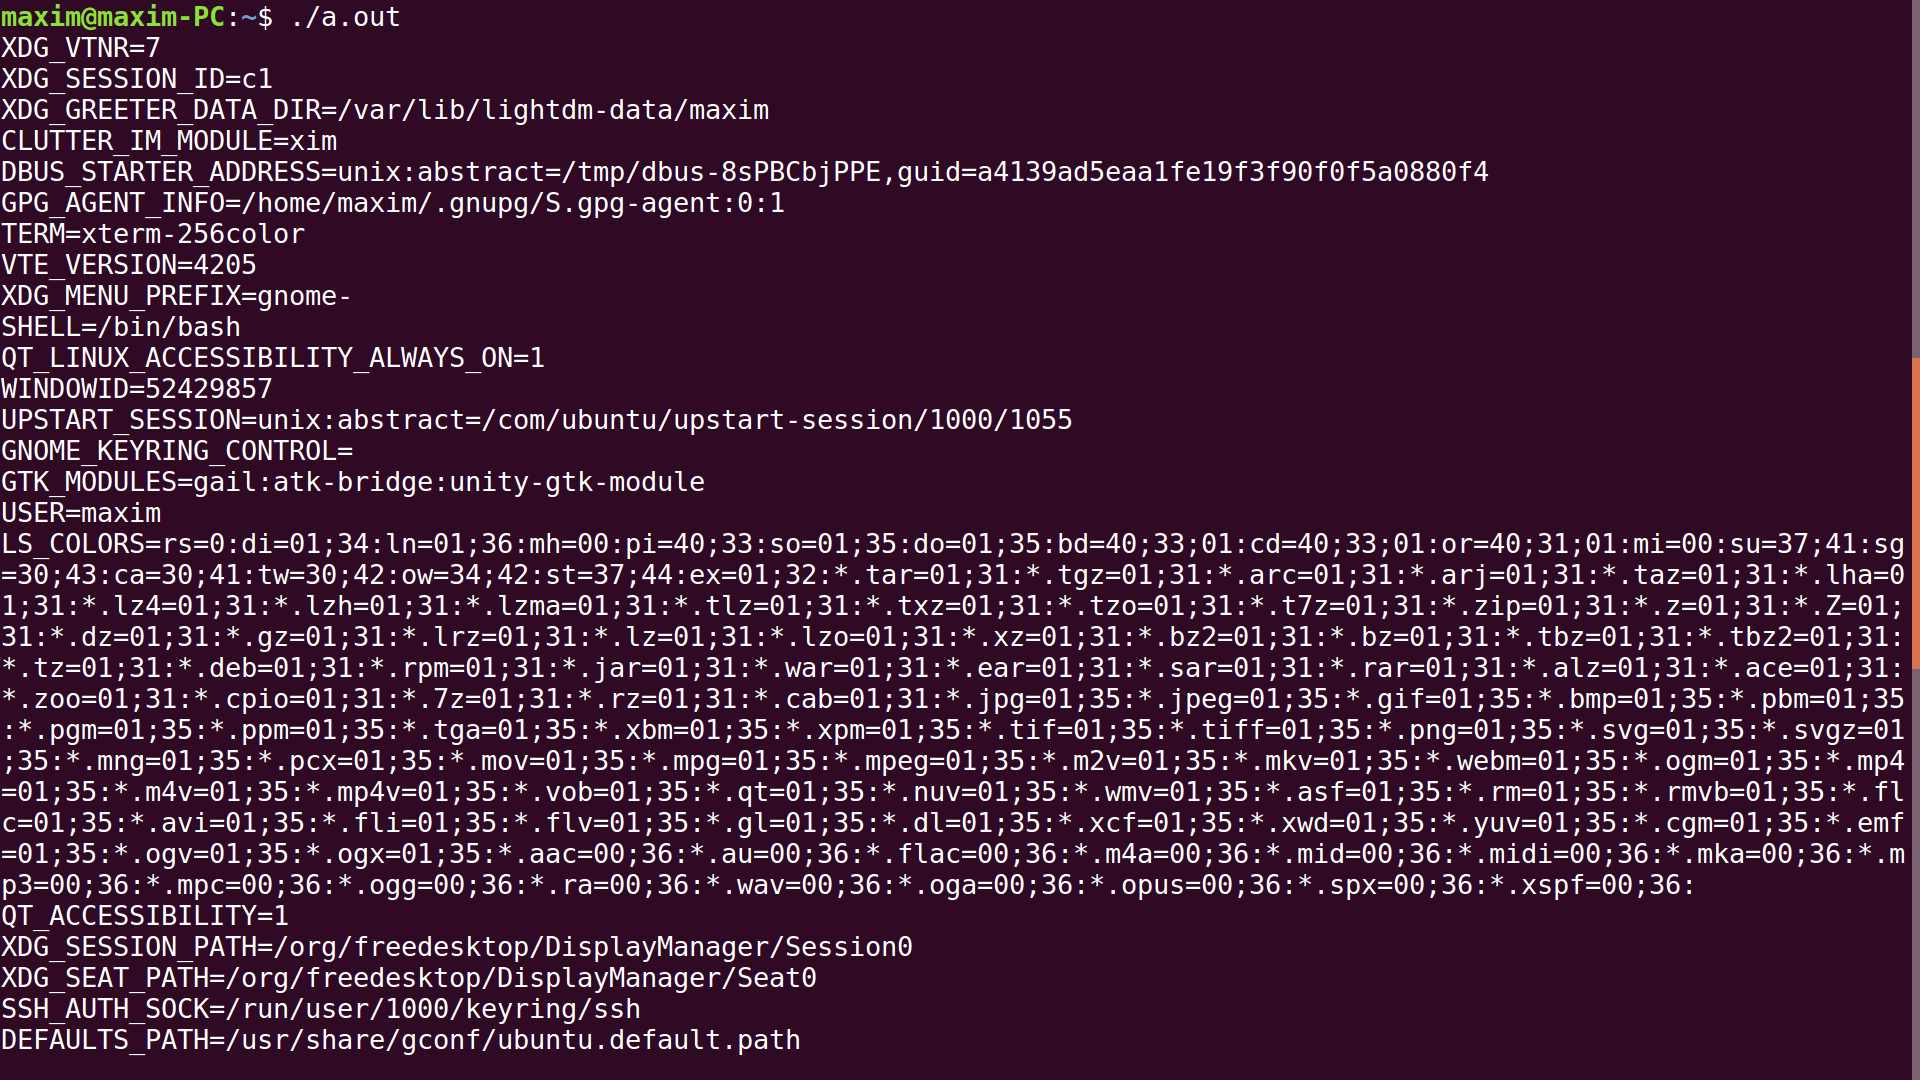 maxim@maxim-PC:~$ ./a.out
XDG_VTNR=7
XDG_SESSION_ID=c1
XDG_GREETER_DATA_DIR=/var/lib/lightdm-data/maxim
CLUTTER_IM_MODULE=xim
DBUS_STARTER_ADDRESS=unix:abstract=/tmp/dbus-8sPBCbjPPE,guid=a4139ad5eaa1fe19f3f90f0f5a0880f4
GPG_AGENT_INFO=/home/maxim/.gnupg/S.gpg-agent:0:1
TERM=xterm-256color
VTE_VERSION=4205
XDG_MENU_PREFIX=gnome-
SHELL=/bin/bash
QT_LINUX_ACCESSIBILITY_ALWAYS_ON=1
WINDOWID=52429857
UPSTART_SESSION=unix:abstract=/com/ubuntu/upstart-session/1000/1055
GNOME_KEYRING_CONTROL=
GTK_MODULES=gail:atk-bridge:unity-gtk-module
USER=maxim
LS_COLORS=rs=0:di=01;34:ln=01;36:mh=00:pi=40;33:so=01;35:do=01;35:bd=40;33;01:cd=40;33;01:or=40;31;01:mi=00:su=37;41:sg
=30;43:ca=30;41:tw=30;42:ow=34;42:st=37;44:ex=01;32:*.tar=01;31:*.tgz=01;31:*.arc=01;31:*.arj=01;31:*.taz=01;31:*.lha=0
1;31:*.lz4=01;31:*.lzh=01;31:*.lzma=01;31:*.tlz=01;31:*.txz=01;31:*.tzo=01;31:*.t7z=01;31:*.zip=01;31:*.z=01;31:*.Z=01;
31:*.dz=01;31:*.gz=01;31:*.lrz=01;31:*.lz=01;31:*.lzo=01;31:*.xz=01;31:*.bz2=01;31:*.bz=01;31:*.tbz=01;31:*.tbz2=01;31:
*.tz=01;31:*.deb=01;31:*.rpm=01;31:*.jar=01;31:*.war=01;31:*.ear=01;31:*.sar=01;31:*.rar=01;31:*.alz=01;31:*.ace=01;31:
*.zoo=01;31:*.cpio=01;31:*.7z=01;31:*.rz=01;31:*.cab=01;31:*.jpg=01;35:*.jpeg=01;35:*.gif=01;35:*.bmp=01;35:*.pbm=01;35
:*.pgm=01;35:*.ppm=01;35:*.tga=01;35:*.xbm=01;35:*.xpm=01;35:*.tif=01;35:*.tiff=01;35:*.png=01;35:*.svg=01;35:*.svgz=01
;35:*.mng=01;35:*.pcx=01;35:*.mov=01;35:*.mpg=01;35:*.mpeg=01;35:*.m2v=01;35:*.mkv=01;35:*.webm=01;35:*.ogm=01;35:*.mp4
=01;35:*.m4v=01;35:*.mp4v=01;35:*.vob=01;35:*.qt=01;35:*.nuv=01;35:*.wmv=01;35:*.asf=01;35:*.rm=01;35:*.rmvb=01;35:*.fl
c=01;35:*.avi=01;35:*.fli=01;35:*.flv=01;35:*.gl=01;35:*.dl=01;35:*.xcf=01;35:*.xwd=01;35:*.yuv=01;35:*.cgm=01;35:*.emf
=01;35:*.ogv=01;35:*.ogx=01;35:*.aac=00;36:*.au=00;36:*.flac=00;36:*.m4a=00;36:*.mid=00;36:*.midi=00;36:*.mka=00;36:*.m
p3=00;36:*.mpc=00;36:*.ogg=00;36:*.ra=00;36:*.wav=00;36:*.oga=00;36:*.opus=00;36:*.spx=00;36:*.xspf=00;36:
QT_ACCESSIBILITY=1
XDG_SESSION_PATH=/org/freedesktop/DisplayManager/Session0
XDG_SEAT_PATH=/org/freedesktop/DisplayManager/Seat0
SSH_AUTH_SOCK=/run/user/1000/keyring/ssh
DEFAULTS_PATH=/usr/share/gconf/ubuntu.default.path